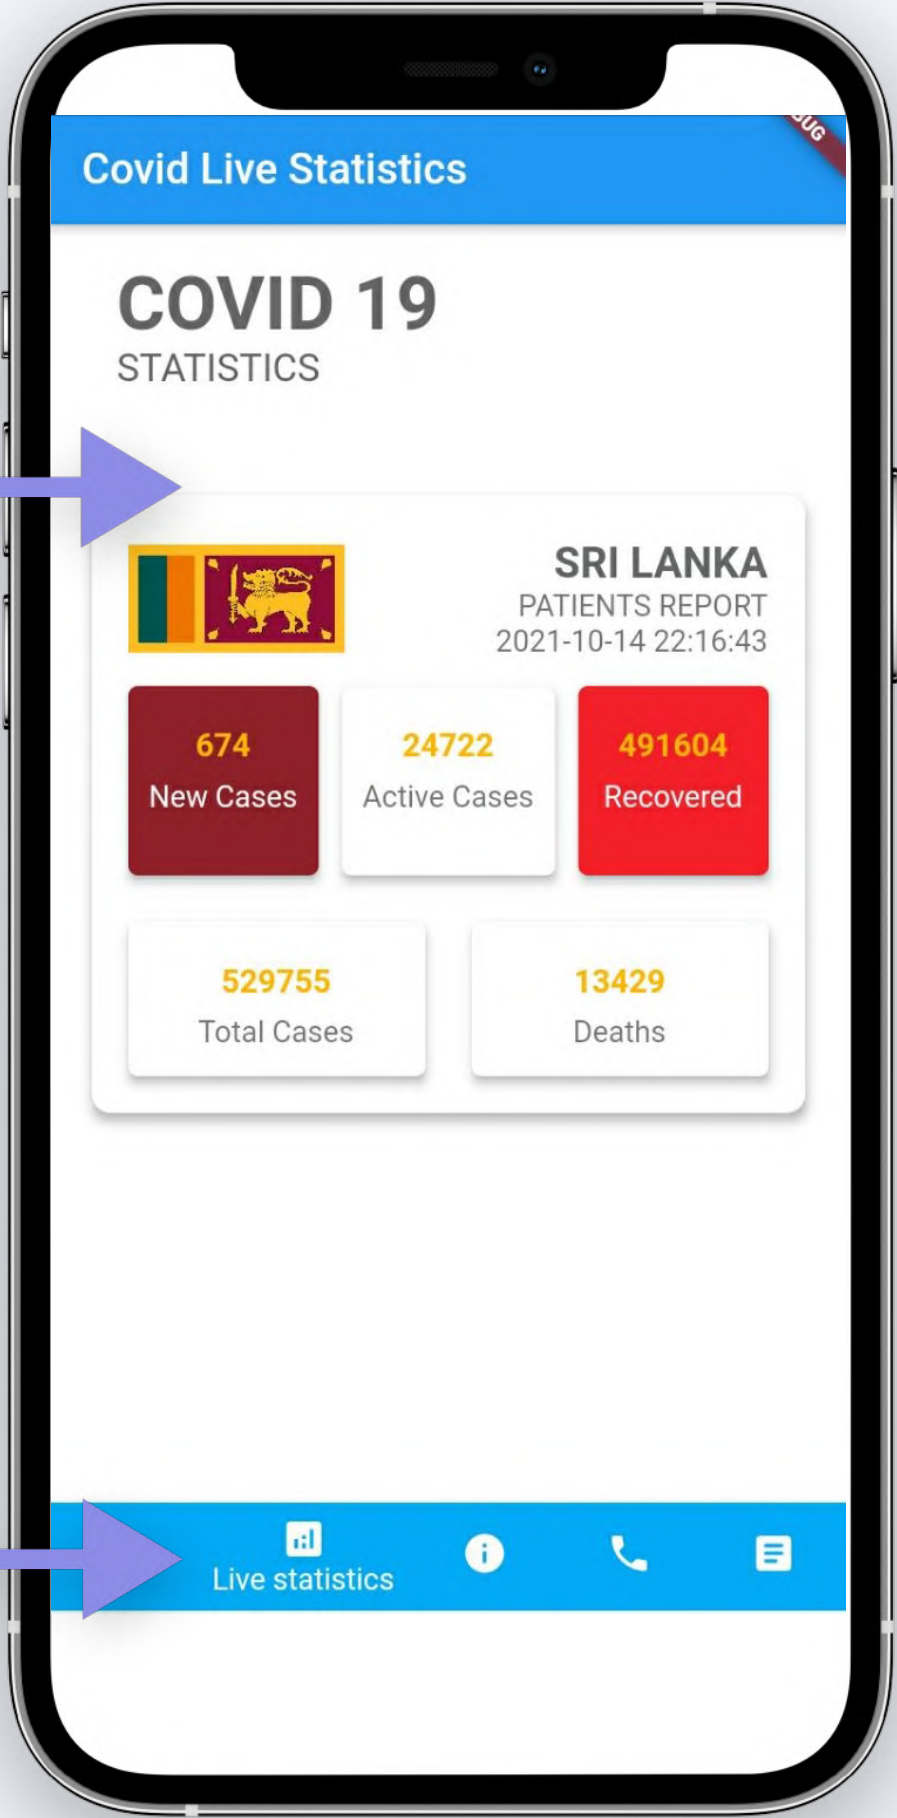 Covid Live Statistics
COVID 19
STATISTICS
SRI LANKA
PATIENTS REPORT
2021-10-14 22:16:43
674
New Cases
24722
Active Cases
491604
Recovered
529755
Total Cases
13429
Deaths
Live statistics